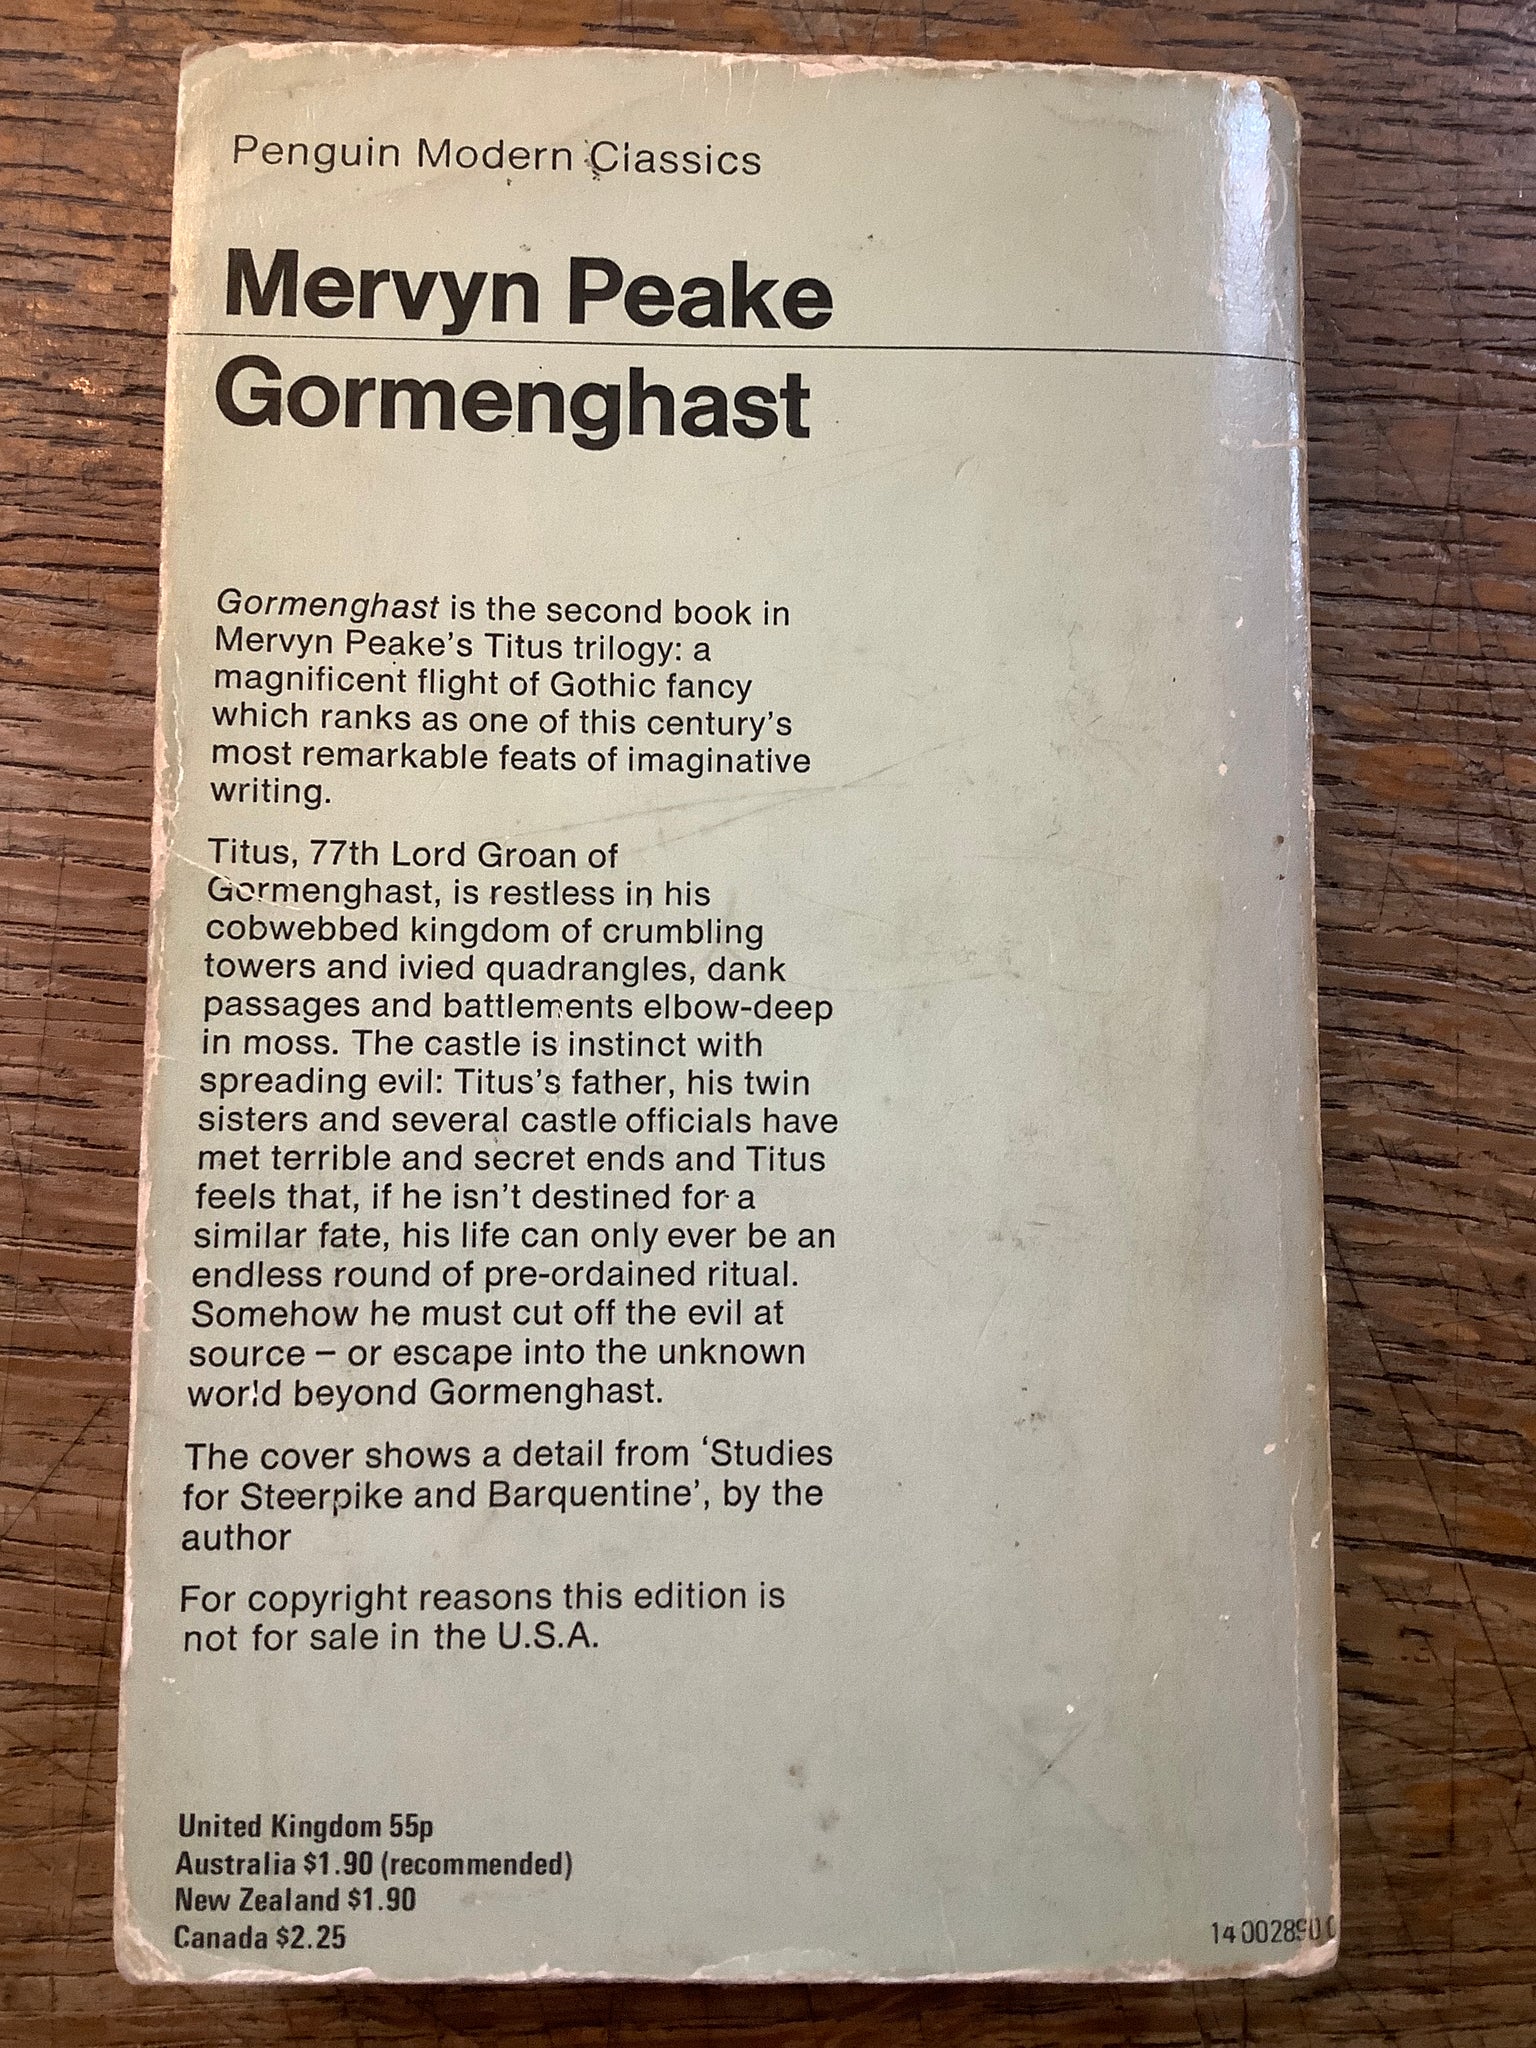 Penguin Modern Classics
Mervyn Peake
Gormenghast
Gormenghast is the second book in
Mervyn Peake's Titus trilogy: a
magnificent flight of Gothic fancy
which ranks as one of this century's
most remarkable feats of imaginative
writing.
Titus, 77th Lord Groan of
Gormenghast, is restless in his
cobwebbed kingdom of crumbling
towers and ivied quadrangles, dank
passages and battlements elbow-deep
in moss. The castle is instinct with
spreading evil: Titus's father, his twin
sisters and several castle officials have
met terrible and secret ends and Titus
feels that, if he isn't destined for a
similar fate, his life can only ever be an
endless round of pre-ordained ritual.
Somehow he must cut off the evil at
source – or escape into the unknown
world beyond Gormenghast.
The cover shows a detail from ‘Studies
for Steerpike and Barquentine’, by the
author
For copyright reasons this edition is
not for sale in the U.S.A.
United Kingdom 55p
Australia $1.90 (recommended)
New Zealand $1.90
Canada $2.25
14 002890